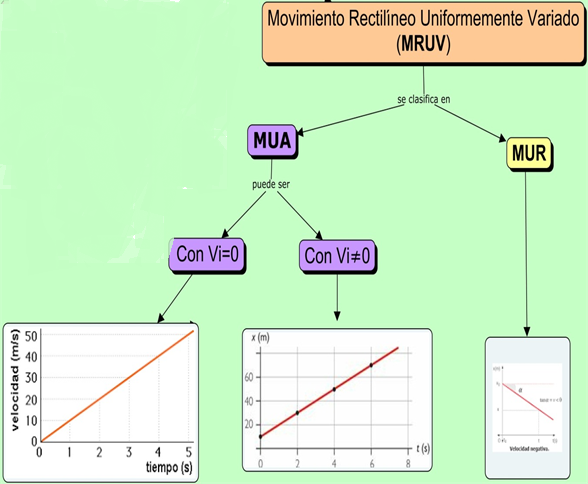 Movimiento Rectilíneo Uniformemente Variado
(MRUV)
se clasifica en
MUA
MUR
puede ser
Con Vi=0
Con Vi≠0
velocidad (m/s)
50
40
30
20
10
0
0 1 2 3 4 5
tiempo (s)
x (m)
60
40
20
0 2 4 6 8
t (s)
Velocidad negativa.